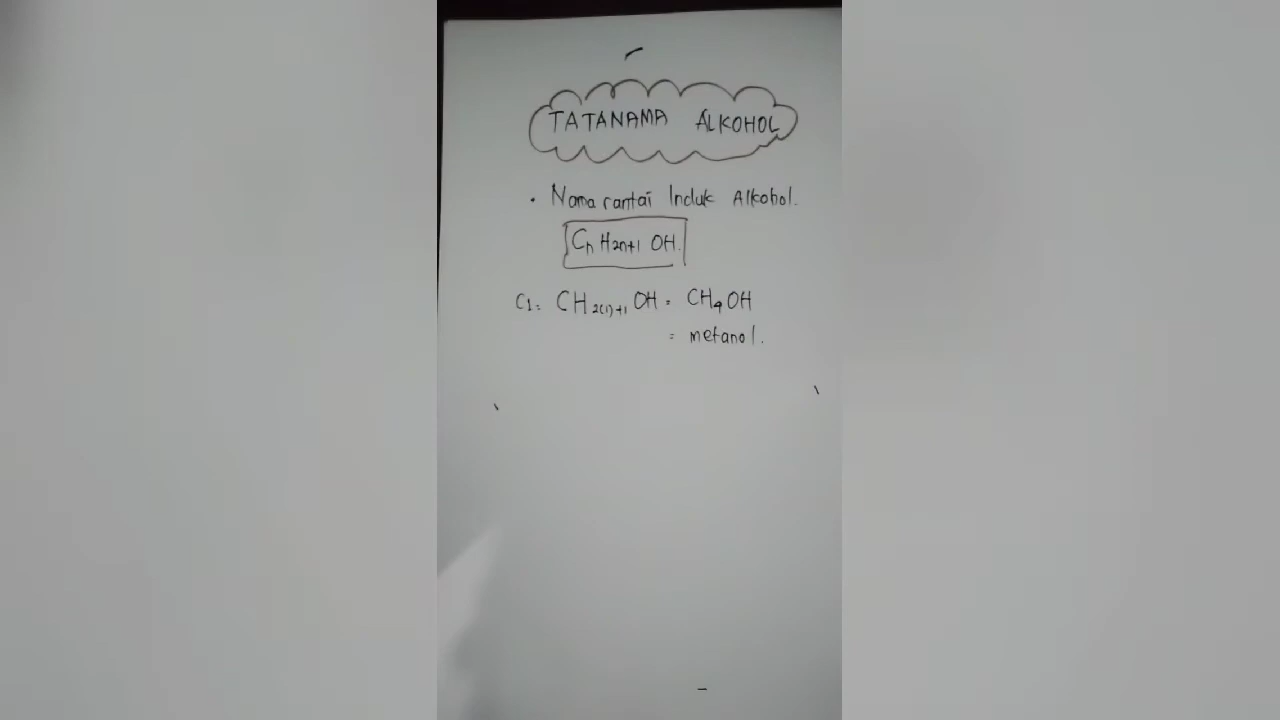 TATANAMA ALKOHOL
• Nama rantai Induk Alkohol.
CnH2n+1 OH.
C1 = CH2(1)+1 OH = CH4OH
= metanol.